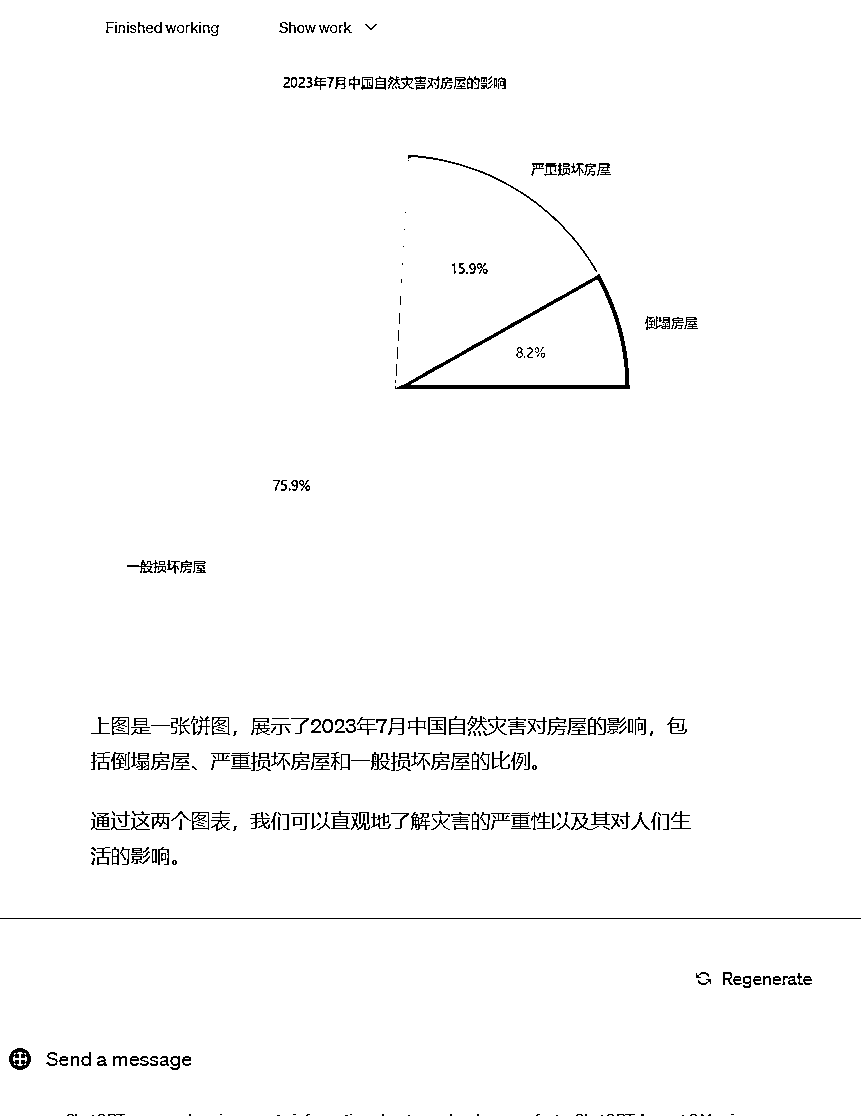 Finished working Show work
2023年7月中国自然灾害对房屋的影响
严重损坏房屋
15.9%
倒塌房屋
8.2%
75.9%
一般损坏房屋
上图是一张饼图，展示了2023年7月中国自然灾害对房屋的影响，包
括倒塌房屋、严重损坏房屋和一般损坏房屋的比例。
通过这两个图表，我们可以直观地了解灾害的严重性以及其对人们生
活的影响。
Regenerate
Send a message